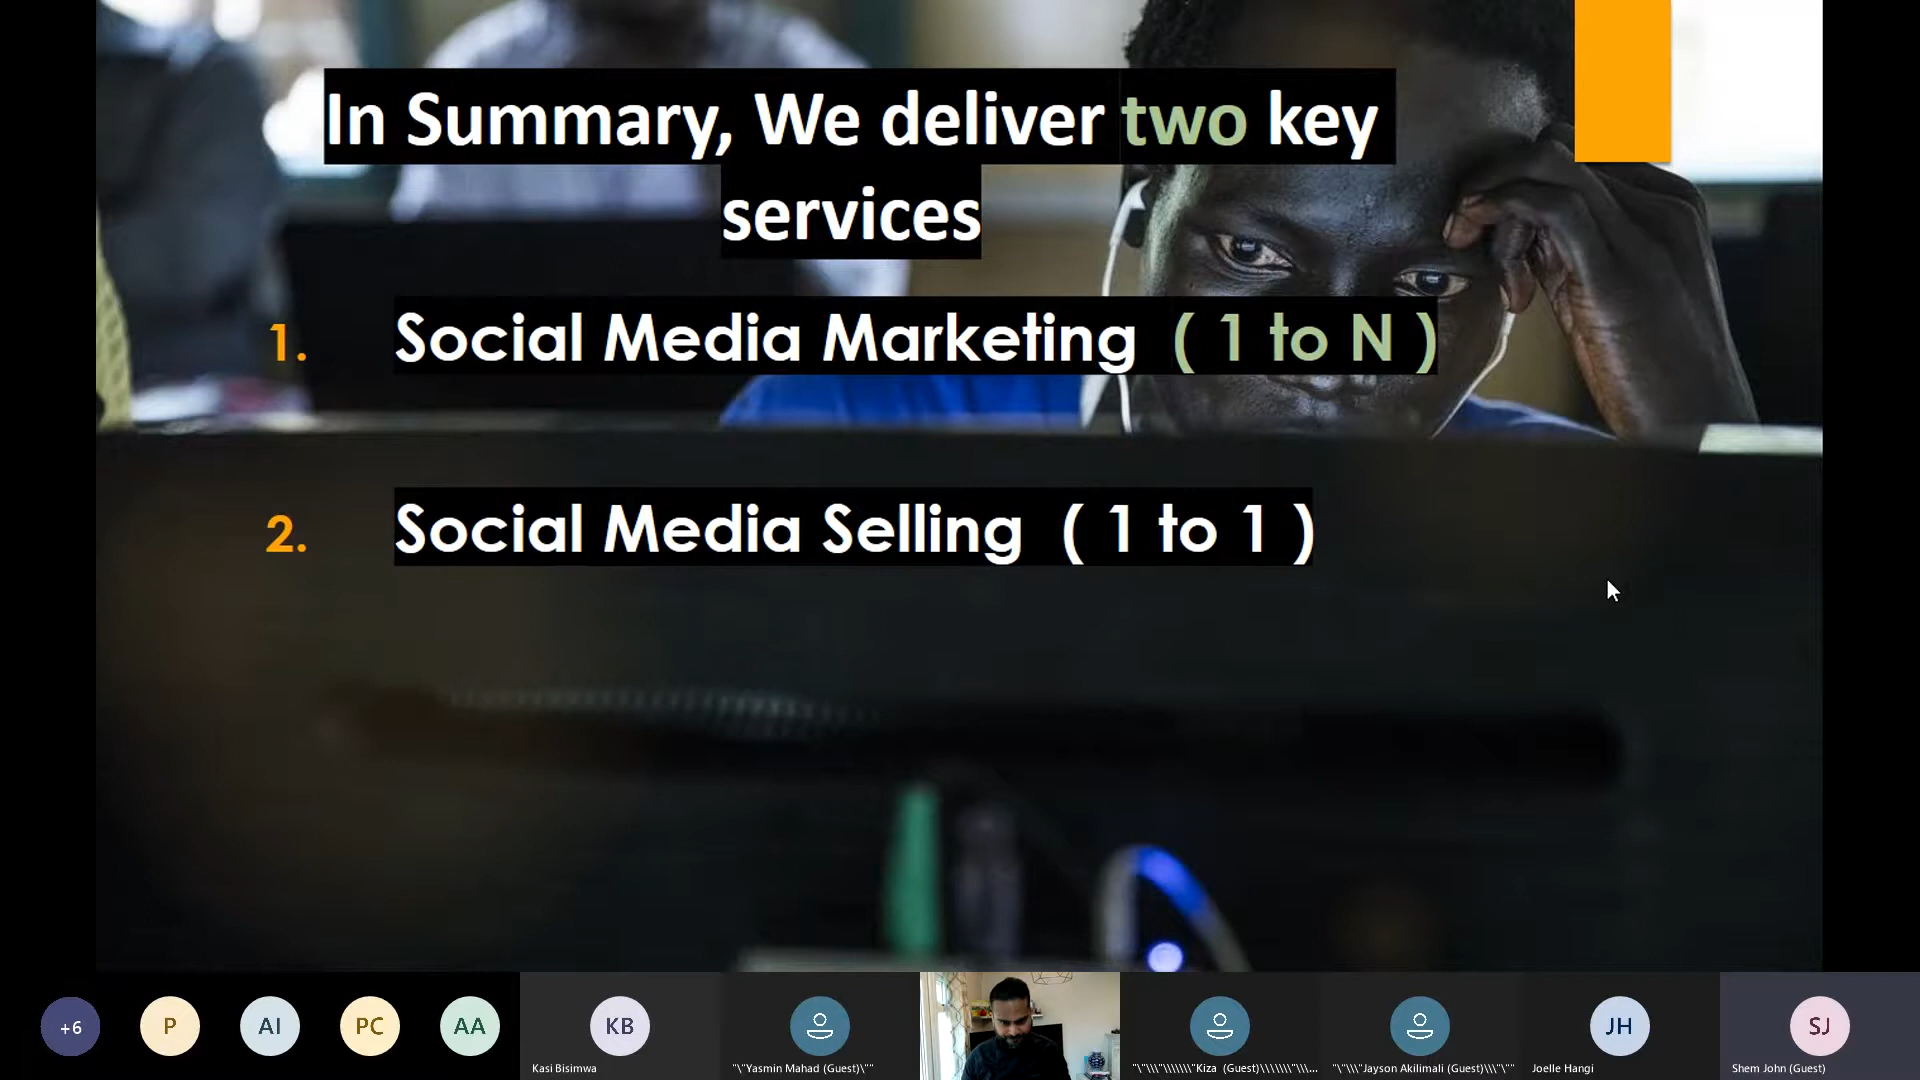 In Summary, We deliver two key
services
1. Social Media Marketing ( 1 to N )
2. Social Media Selling ( 1 to 1 )
+6
P
AI
PC
AA
KB
JH
SJ
Kasi Bisimwa
"\"Yasmin Mahad (Guest)\""
"\"\\\"\\\\\\\"Kiza (Guest)\\\\\\\"\\\...
"\"\\\"Jayson Akilimali (Guest)\\\"\""
Joelle Hangi
Shem John (Guest)